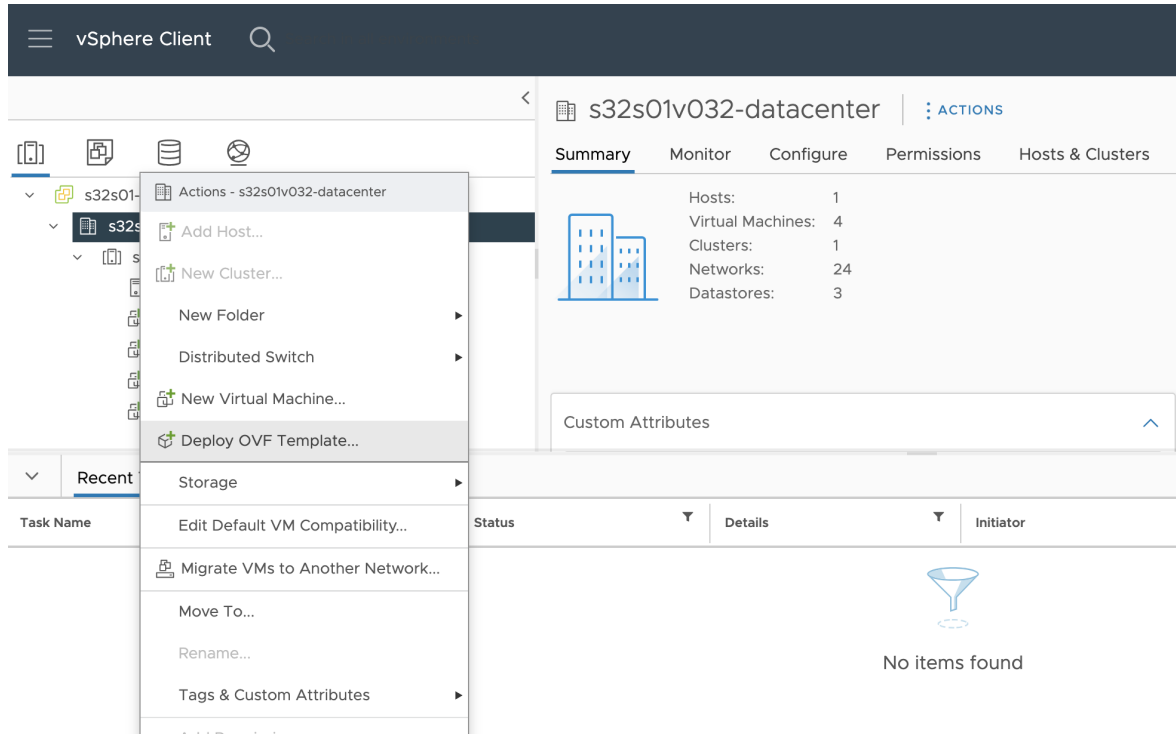 vSphere Client
s32s01v032-datacenter
ACTIONS
Summary Monitor Configure Permissions Hosts & Clusters
Hosts: 1
Virtual Machines: 4
Clusters: 1
Networks: 24
Datastores: 3
Custom Attributes
s32s01-
s32s
s
Actions - s32s01v032-datacenter
Add Host...
New Cluster...
New Folder
Distributed Switch
New Virtual Machine...
Deploy OVF Template...
Storage
Edit Default VM Compatibility...
Migrate VMs to Another Network...
Move To...
Rename...
Tags & Custom Attributes
Recent
Task Name Status Details Initiator
No items found